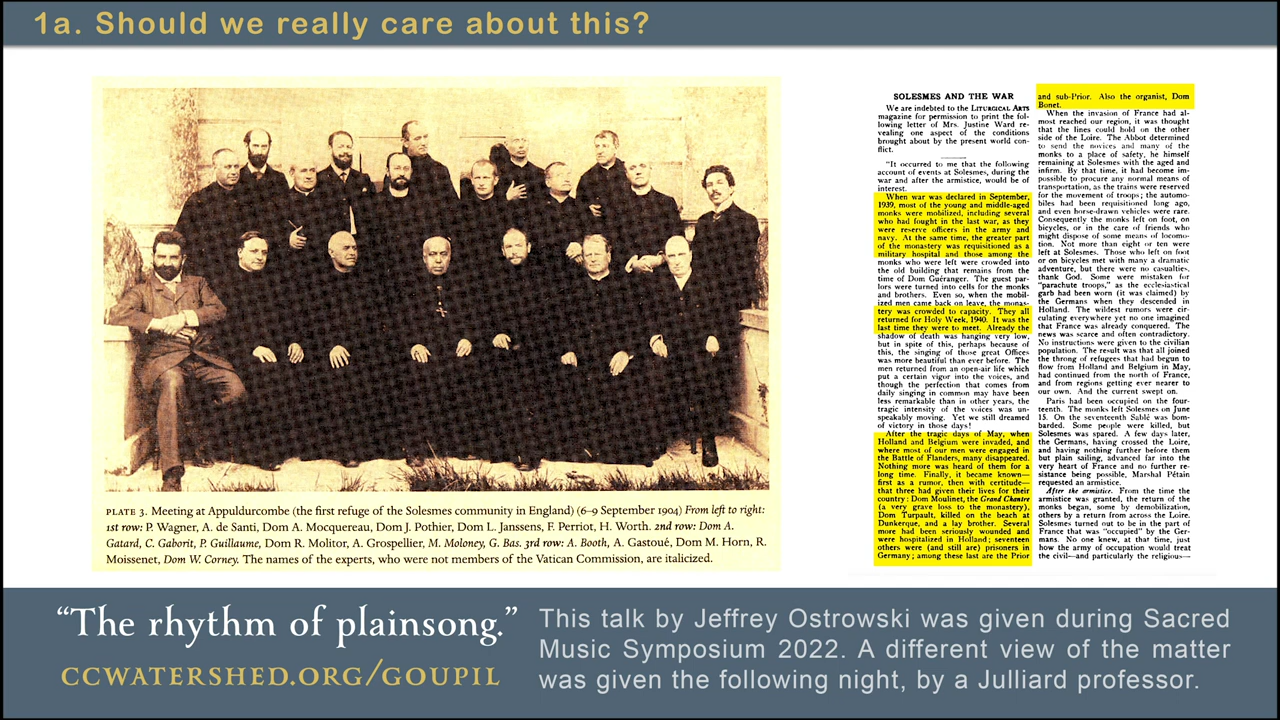 1a. Should we really care about this?
PLATE 3. Meeting at Appuldurcombe (the first refuge of the Solesmes community in England) (6–9 September 1904) From left to right:
1st row: P. Wagner, A. de Santi, Dom A. Mocquereau, Dom J. Pothier, Dom L. Janssens, F. Perriot, H. Worth. 2nd row: Dom A.
Gatard, C. Gaborit, P. Guillaume, Dom R. Molitor, A. Grospellier, M. Moloney, G. Bas. 3rd row: A. Booth, A. Gastoué, Dom M. Horn, R.
Moissenet, Dom W. Corney. The names of the experts, who were not members of the Vatican Commission, are italicized.
SOLESMES AND THE WAR
We are indebted to the LITURGICAL ARTS
magazine for permission to print the fol-
lowing letter of Mrs. Justine Ward re-
vealing one aspect of the conditions
brought about by the present world con-
flict.
"It occurred to me that the following
account of events at Solesmes, during the
war and after the armistice, would be of
interest.
When war was declared in September,
1939, most of the young and middle-aged
monks were mobilized, including several
who had fought in the last war, as they
were reserve officers in the army and
navy. At the same time, the greater part
of the monastery was requisitioned as a
military hospital and those among the
monks who were left were crowded into
the old building that remains from the
time of Dom Guéranger. The guest par-
lors were turned into cells for the monks
and brothers. Even so, when the mobil-
ized men came back on leave, the monas-
tery was crowded to capacity. They all
returned for Holy Week, 1940. It was the
last time they were to meet. Already the
shadow of death was hanging very low,
but in spite of this, perhaps because of
this, the singing of those great Offices
was more beautiful than ever before. The
men returned from an open-air life which
put a certain vigor into the voices, and
though the perfection that comes from
daily singing in common may have been
less remarkable than in other years, the
tragic intensity of the voices was un-
speakably moving. Yet we still dreamed
of victory in those days!
After the tragic days of May, when
Holland and Belgium were invaded, and
where most of our men were engaged in
the Battle of Flanders, many disappeared.
Nothing more was heard of them for a
long time. Finally, it became known—
first as a rumor, then with certitude—
that three had given their lives for their
country: Dom Moulinet, the Grand Chantre
(a very grave loss to the monastery),
Dom Turpault, killed on the beach at
Dunkerque, and a lay brother. Several
more had been seriously wounded and
were hospitalized in Holland; seventeen
others were (and still are) prisoners in
Germany; among these last are the Prior
and sub-Prior. Also the organist, Dom
Bonet.
When the invasion of France had al-
most reached our region, it was thought
that the lines could hold on the other
side of the Loire. The Abbot determined
to send the novices and many of the
monks to a place of safety, he himself
remaining at Solesmes with the aged and
infirm. By that time, it had become im-
possible to procure any normal means of
transportation, as the trains were reserved
for the movement of troops; the automo-
biles had been requisitioned long ago,
and even horse-drawn vehicles were rare.
Consequently the monks left on foot, on
bicycles, or in the care of friends who
might dispose of some means of locomo-
tion. Not more than eight or ten were
left at Solesmes. Those who left on foot
or on bicycles met with many a dramatic
adventure, but there were no casualties,
thank God. Some were mistaken for
"parachute troops," as the ecclesiastical
garb had been worn (it was claimed) by
the Germans when they descended in
Holland. The wildest rumors were cir-
culating everywhere yet no one imagined
that France was already conquered. The
news was scarce and often contradictory.
No instructions were given to the civilian
population. The result was that all joined
the throng of refugees that had begun to
flow from Holland and Belgium in May,
had continued from the north of France,
and from regions getting ever nearer to
our own. And the current swept on.
Paris had been occupied on the four-
teenth. The monks left Solesmes on June
15. On the seventeenth Sablé was bom-
barded. Some people were killed, but
Solesmes was spared. A few days later,
the Germans, having crossed the Loire,
and having nothing further before them
but plain sailing, advanced far into the
very heart of France and no further re-
sistance being possible, Marshal Pétain
requested an armistice.
After the armistice. From the time the
armistice was granted, the return of the
monks began, some by demobilization,
others by a return from across the Loire.
Solesmes turned out to be in the part of
France that was "occupied" by the Ger-
mans. No one knew, at that time, just
how the army of occupation would treat
the civil—and particularly the religious—
“The rhythm of plainsong.”
CCWATERSHED.ORG/GOUPIL
This talk by Jeffrey Ostrowski was given during Sacred
Music Symposium 2022. A different view of the matter
was given the following night, by a Julliard professor.